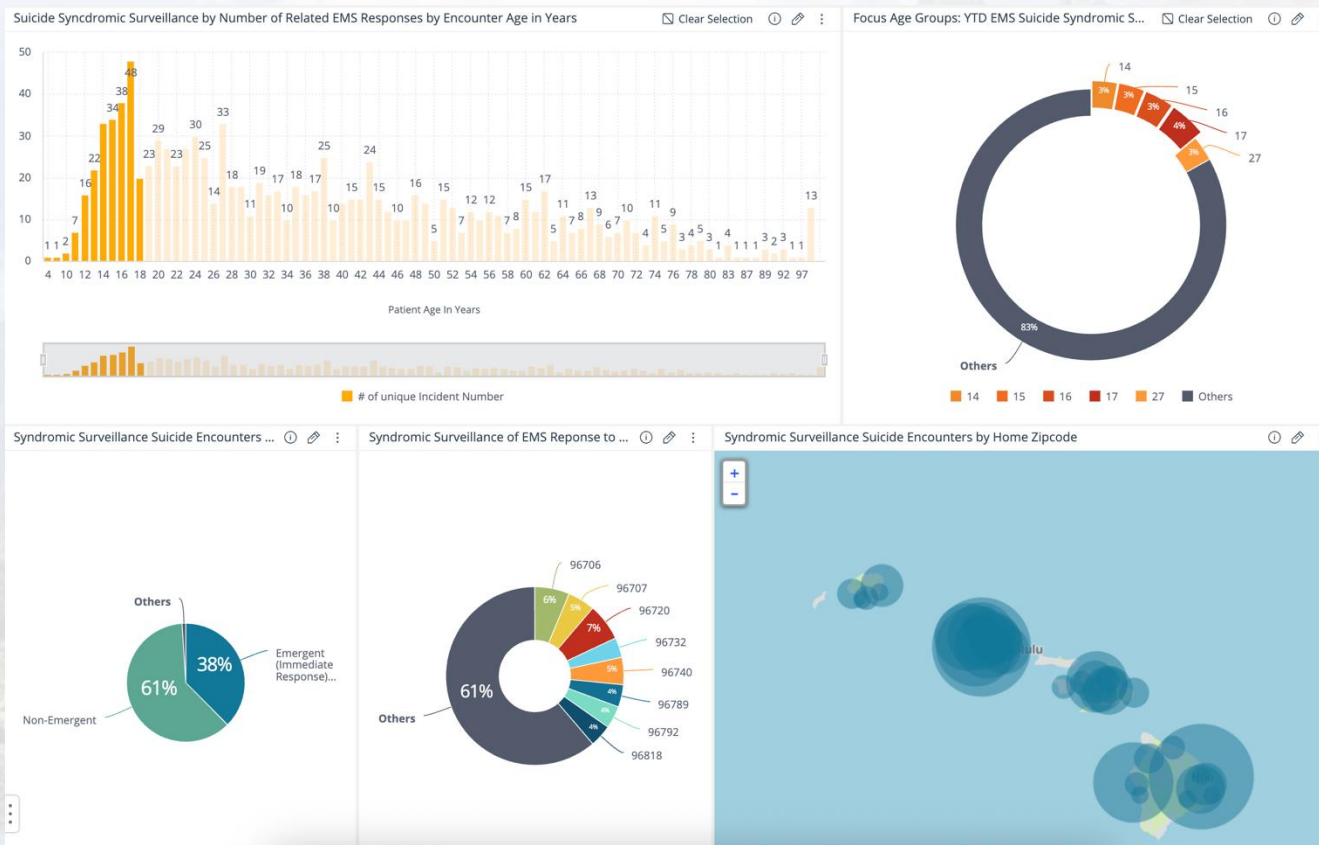 Suicide Syncdromic Surveillance by Number of Related EMS Responses by Encounter Age in Years
Clear Selection
50
40
30
20
10
0
1 1 2 7 16 22 34 38 48 23 29 23 30 25 14 33 18 11 19 17 10 18 17 25 10 15 24 15 10 16 5 15 7 12 12 7 8 15 17 5 11 7 8 13 9 6 7 10 4 11 5 9 3 4 5 3 1 4 1 1 1 3 2 3 1 1 13
4 10 12 14 16 18 20 22 24 26 28 30 32 34 36 38 40 42 44 46 48 50 52 54 56 58 60 62 64 66 68 70 72 74 76 78 80 83 87 89 92 97
Patient Age In Years
# of unique Incident Number
Focus Age Groups: YTD EMS Suicide Syndromic S...
Clear Selection
14
3%
15
3%
16
3%
17
4%
27
3%
83%
Others
14 15 16 17 27 Others
Syndromic Surveillance Suicide Encounters ...
Others
38%
61%
Emergent
(Immediate
Response)...
Non-Emergent
Syndromic Surveillance of EMS Reponse to ...
96706
6%
96707
5%
96720
7%
96732
96740
5%
96789
4%
96792
4%
96818
4%
61%
Others
Syndromic Surveillance Suicide Encounters by Home Zipcode
+
-
ulu
Hilo